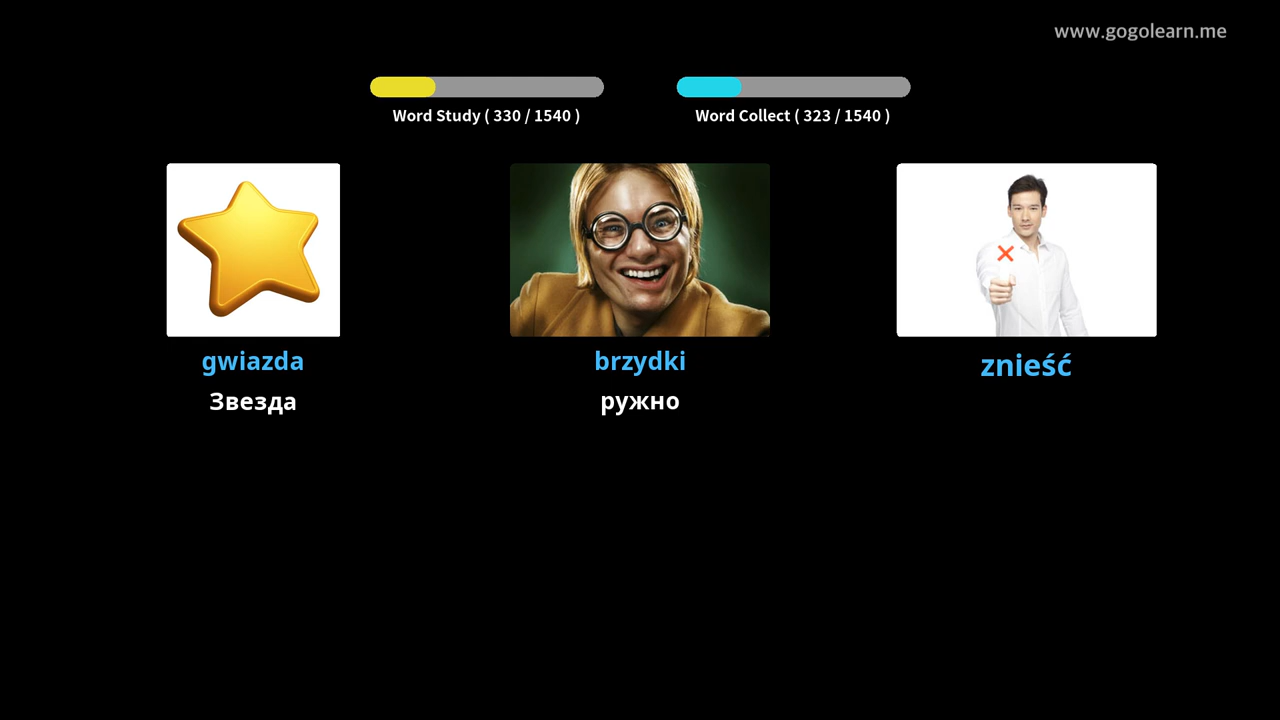 www.gogolearn.me
Word Study ( 330 / 1540 )
Word Collect ( 323 / 1540 )
gwiazda
Звезда
brzydki
ружно
znieść